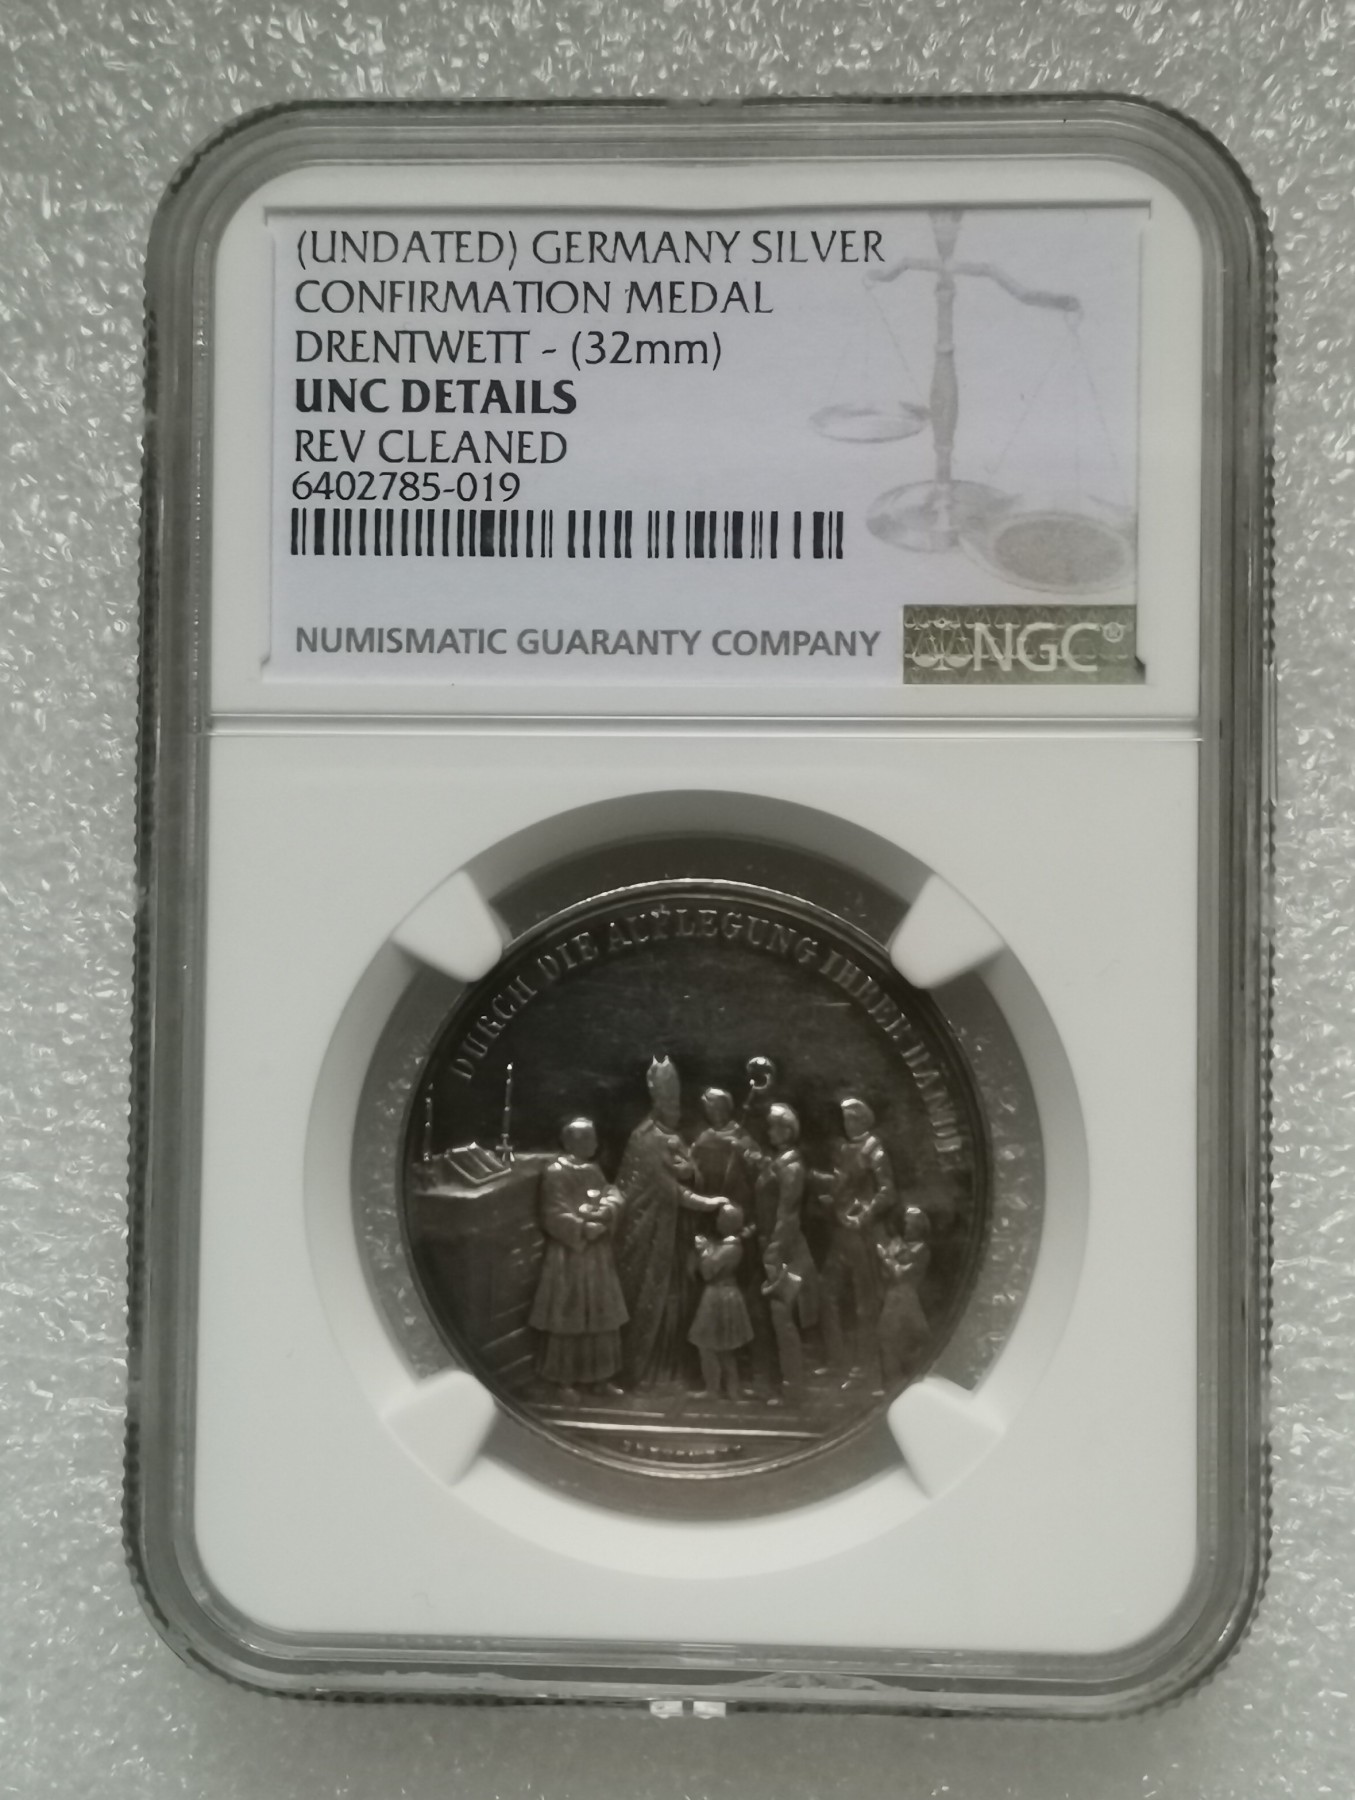 (UNDATED) GERMANY SILVER
CONFIRMATION MEDAL
DRENTWETT - (32mm)
UNC DETAILS
REV CLEANED
6402785-019
NUMISMATIC GUARANTY COMPANY
NGC®
DURCH DIE AUFLEGUNG IHRER HÄNDE